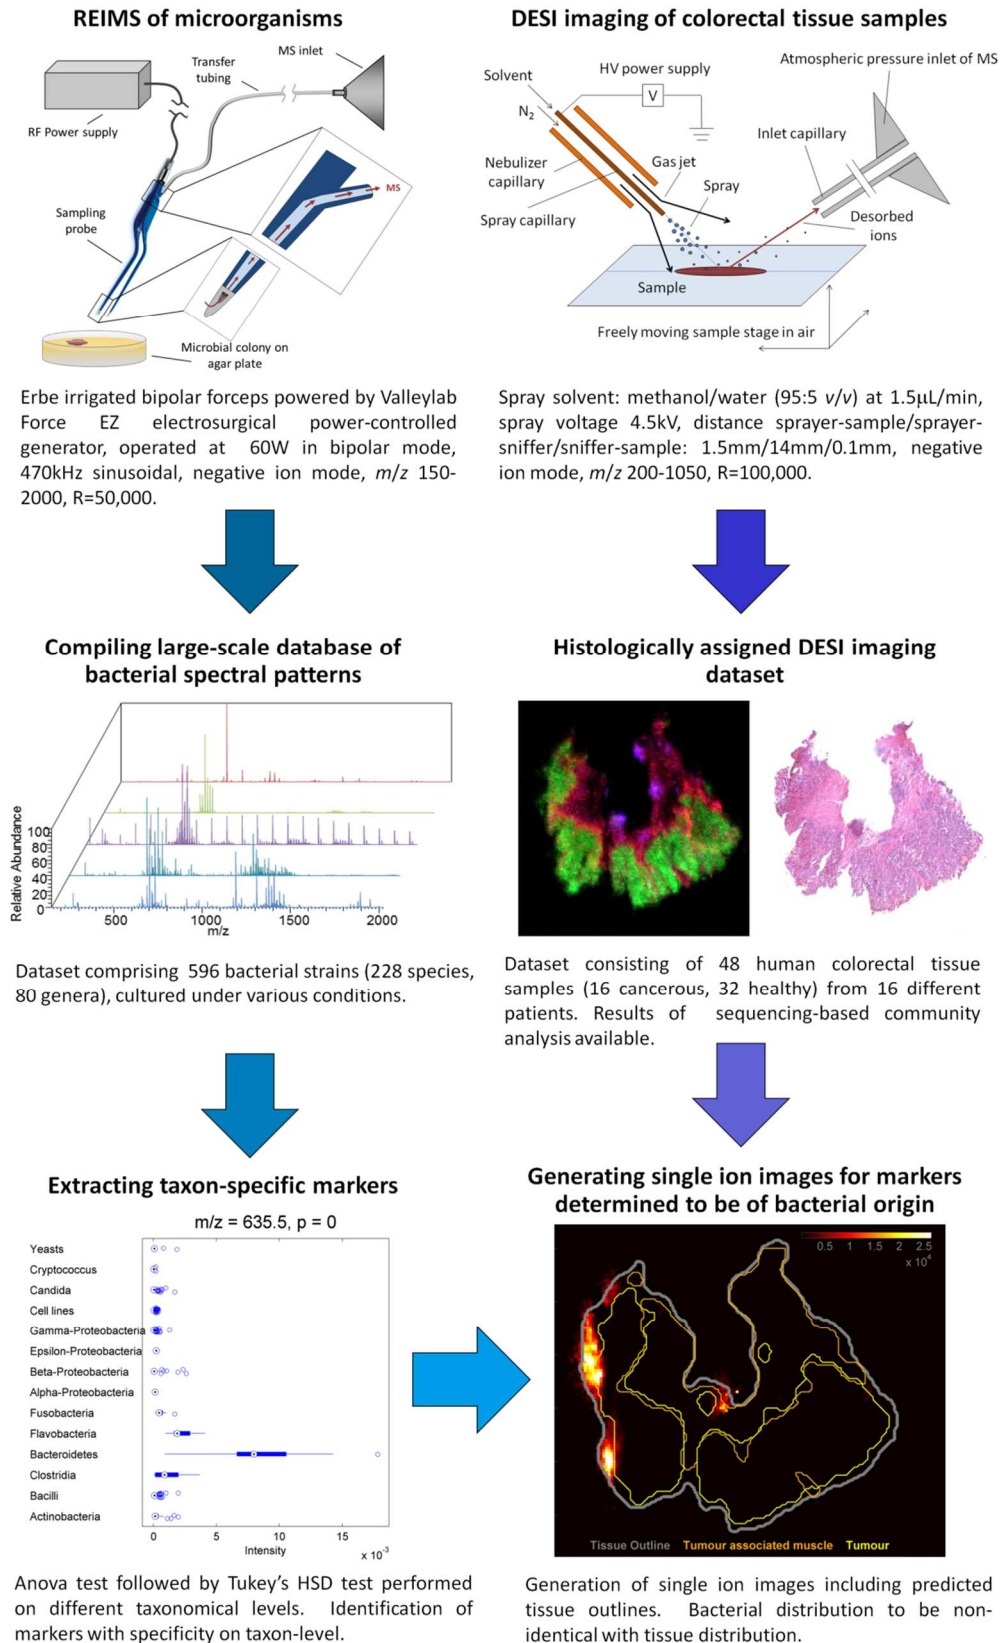 REIMS of microorganisms
MS inlet
Transfer
tubing
RF Power supply
MS
Sampling
probe
Microbial colony on
agar plate
Erbe irrigated bipolar forceps powered by Valleylab
Force EZ electrosurgical power-controlled
generator, operated at 60W in bipolar mode,
470kHz sinusoidal, negative ion mode, m/z 150-
2000, R=50,000.
DESI imaging of colorectal tissue samples
Atmospheric pressure inlet of MS
HV power supply
Solvent
V
N2
Inlet capillary
Nebulizer
capillary
Gas jet
Spray
Spray capillary
Desorbed
ions
Sample
Freely moving sample stage in air
Spray solvent: methanol/water (95:5 v/v) at 1.5μL/min,
spray voltage 4.5kV, distance sprayer-sample/sprayer-
sniffer/sniffer-sample: 1.5mm/14mm/0.1mm, negative
ion mode, m/z 200-1050, R=100,000.
Compiling large-scale database of
bacterial spectral patterns
Relative Abundance
100
80
60
40
20
0
500 1000 1500 2000
m/z
Dataset comprising 596 bacterial strains (228 species,
80 genera), cultured under various conditions.
Histologically assigned DESI imaging
dataset
Dataset consisting of 48 human colorectal tissue
samples (16 cancerous, 32 healthy) from 16 different
patients. Results of sequencing-based community
analysis available.
Extracting taxon-specific markers
m/z = 635.5, p = 0
Yeasts
Cryptococcus
Candida
Cell lines
Gamma-Proteobacteria
Epsilon-Proteobacteria
Beta-Proteobacteria
Alpha-Proteobacteria
Fusobacteria
Flavobacteria
Bacteroidetes
Clostridia
Bacilli
Actinobacteria
0 5 10 15
Intensity
x 10-3
Anova test followed by Tukey's HSD test performed
on different taxonomical levels. Identification of
markers with specificity on taxon-level.
Generating single ion images for markers
determined to be of bacterial origin
0.5 1 1.5 2 2.5
x 10^4
Tissue Outline Tumour associated muscle Tumour
Generation of single ion images including predicted
tissue outlines. Bacterial distribution to be non-
identical with tissue distribution.